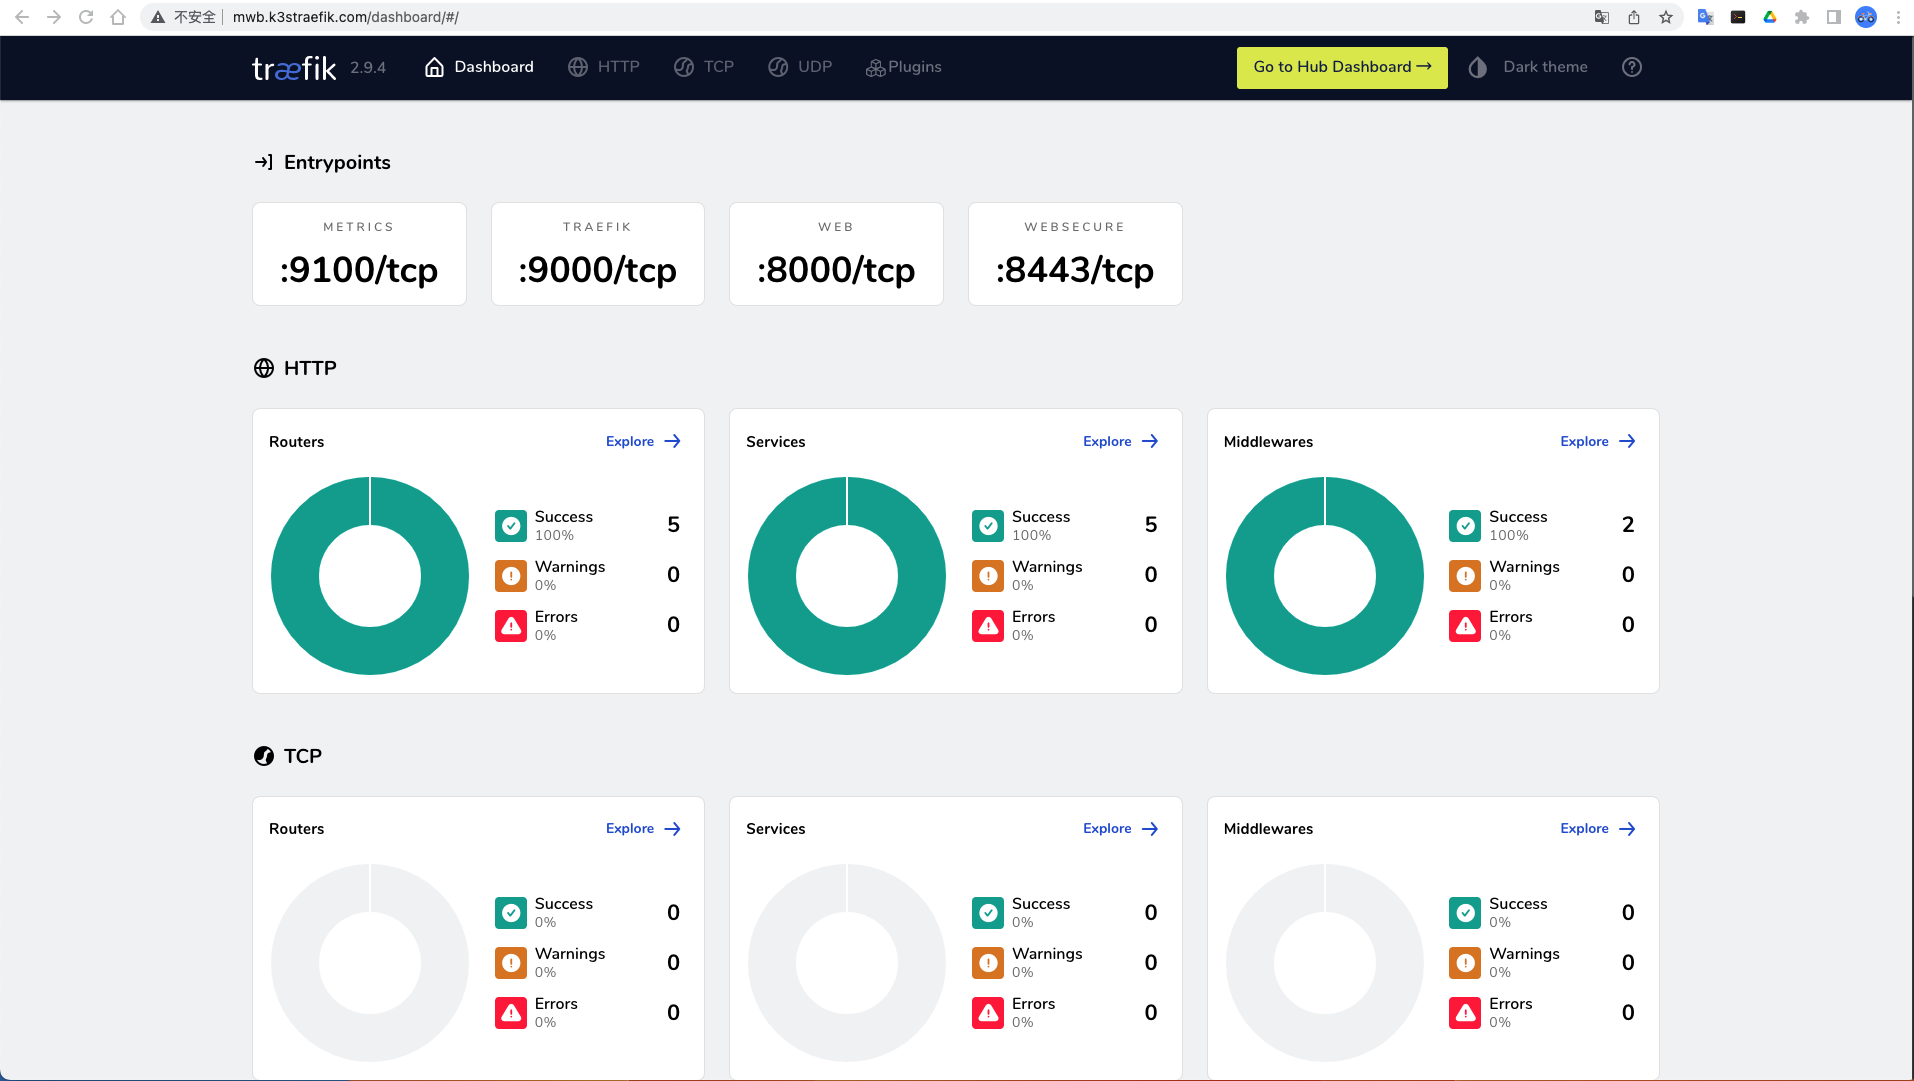 不安全 mwb.k3straefik.com/dashboard/#/
træfik 2.9.4 Dashboard HTTP TCP UDP Plugins Go to Hub Dashboard → Dark theme
Entrypoints
METRICS TRAEFIK WEB WEBSECURE
:9100/tcp :9000/tcp :8000/tcp :8443/tcp
HTTP
Routers Explore Services Explore Middlewares Explore
Success 5 Success 5 Success 2
100% 100% 100%
Warnings 0 Warnings 0 Warnings 0
0% 0% 0%
Errors 0 Errors 0 Errors 0
0% 0% 0%
TCP
Routers Explore Services Explore Middlewares Explore
Success 0 Success 0 Success 0
0% 0% 0%
Warnings 0 Warnings 0 Warnings 0
0% 0% 0%
Errors 0 Errors 0 Errors 0
0% 0% 0%